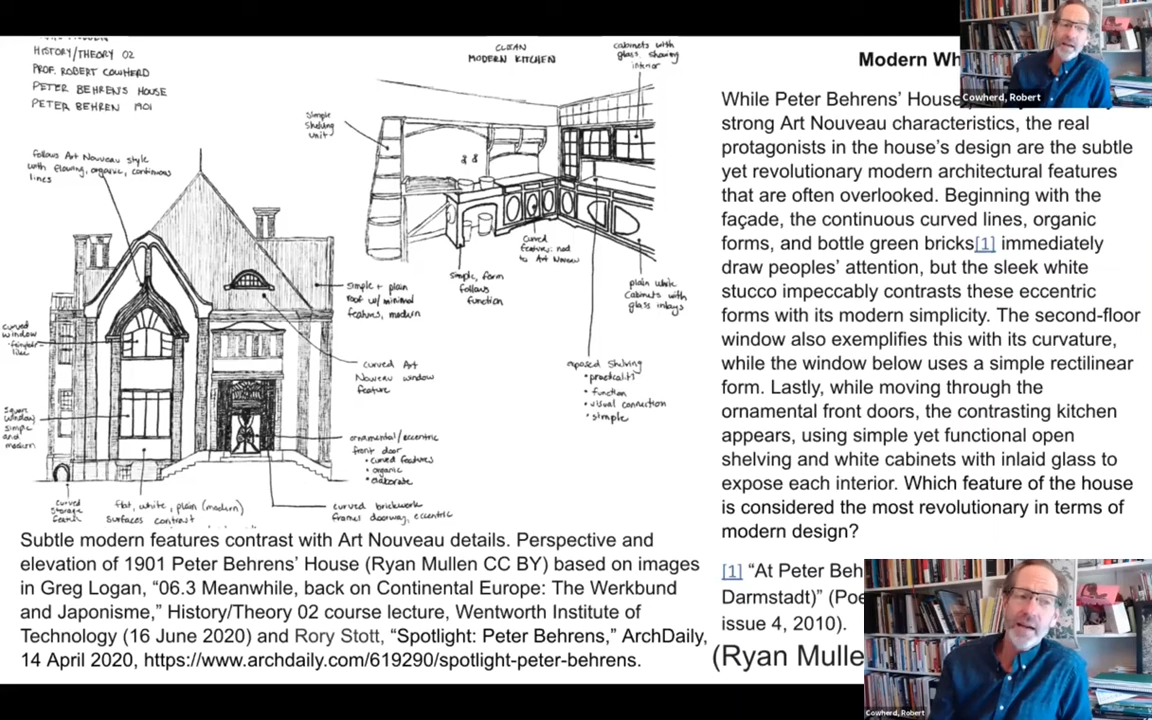 HISTORY/THEORY 02
PROF. ROBERT COWHERD
PETER BEHRENS HOUSE
PETER BEHREN 1901
follows Art Nouveau style
with flowing, organic, continuous
lines
CLEAN
MODERN KITCHEN
cabinets with
glass showing
interior
simple
shelving
unit
curved
features nod
to Art Nouveau
simple, form
follows
function
plain white
cabinets with
glass inlays
exposed shelving
• practicality
• function
• visual connection
• simple
simple + plain
roof w/ minimal
features, modern
curved
window
curved Art
Nouveau window
feature
window,
simple
and
modern
ornamental/eccentric
front door
• curved features
• organic
• elaborate
curved
storage
flat, white, plain (modern)
surfaces contrast
curved brickwork
frames doorway, eccentric
Subtle modern features contrast with Art Nouveau details. Perspective and
elevation of 1901 Peter Behrens’ House (Ryan Mullen CC BY) based on images
in Greg Logan, “06.3 Meanwhile, back on Continental Europe: The Werkbund
and Japonisme,” History/Theory 02 course lecture, Wentworth Institute of
Technology (16 June 2020) and Rory Stott, “Spotlight: Peter Behrens,” ArchDaily,
14 April 2020, https://www.archdaily.com/619290/spotlight-peter-behrens.
Modern Wh
While Peter Behrens’ House
strong Art Nouveau characteristics, the real
protagonists in the house’s design are the subtle
yet revolutionary modern architectural features
that are often overlooked. Beginning with the
façade, the continuous curved lines, organic
forms, and bottle green bricks[1] immediately
draw peoples’ attention, but the sleek white
stucco impeccably contrasts these eccentric
forms with its modern simplicity. The second-floor
window also exemplifies this with its curvature,
while the window below uses a simple rectilinear
form. Lastly, while moving through the
ornamental front doors, the contrasting kitchen
appears, using simple yet functional open
shelving and white cabinets with inlaid glass to
expose each interior. Which feature of the house
is considered the most revolutionary in terms of
modern design?
[1] “At Peter Beh
Darmstadt)” (Poe
issue 4, 2010).
(Ryan Mulle
Cowherd, Robert
Cowherd, Robert